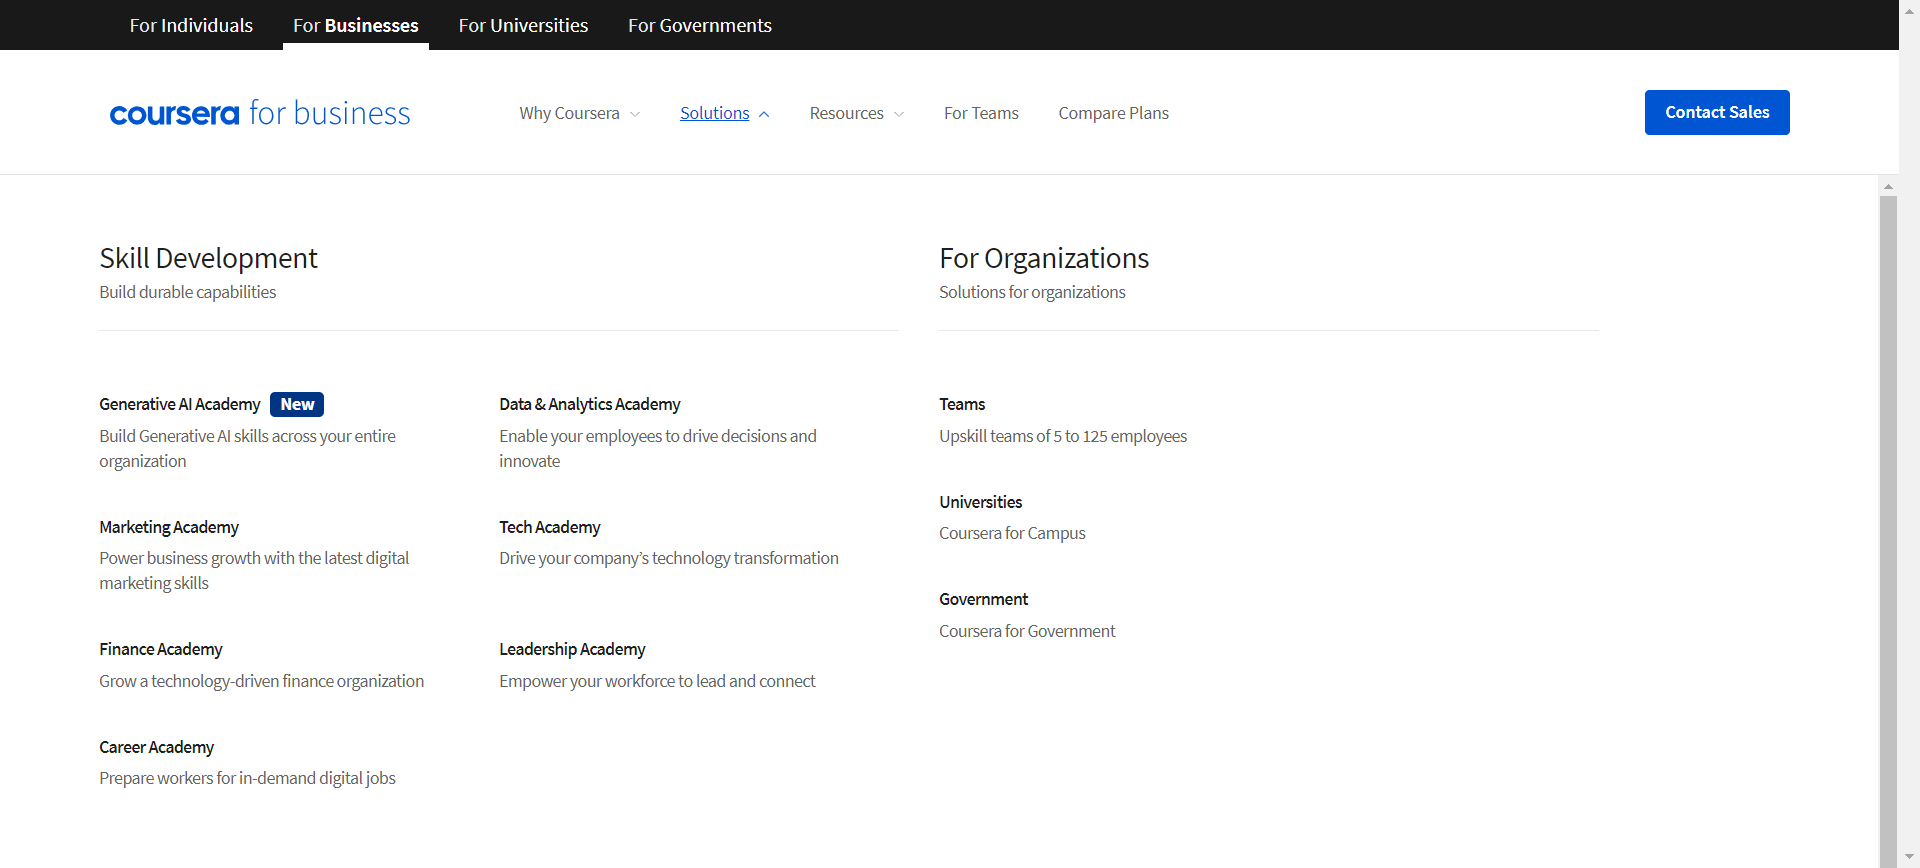 For Individuals
For Businesses
For Universities
For Governments
coursera for business
Why Coursera
Solutions
Resources
For Teams
Compare Plans
Contact Sales
Skill Development
Build durable capabilities
Generative AI Academy New
Build Generative AI skills across your entire
organization
Data & Analytics Academy
Enable your employees to drive decisions and
innovate
Marketing Academy
Power business growth with the latest digital
marketing skills
Tech Academy
Drive your company’s technology transformation
Finance Academy
Grow a technology-driven finance organization
Leadership Academy
Empower your workforce to lead and connect
Career Academy
Prepare workers for in-demand digital jobs
For Organizations
Solutions for organizations
Teams
Upskill teams of 5 to 125 employees
Universities
Coursera for Campus
Government
Coursera for Government